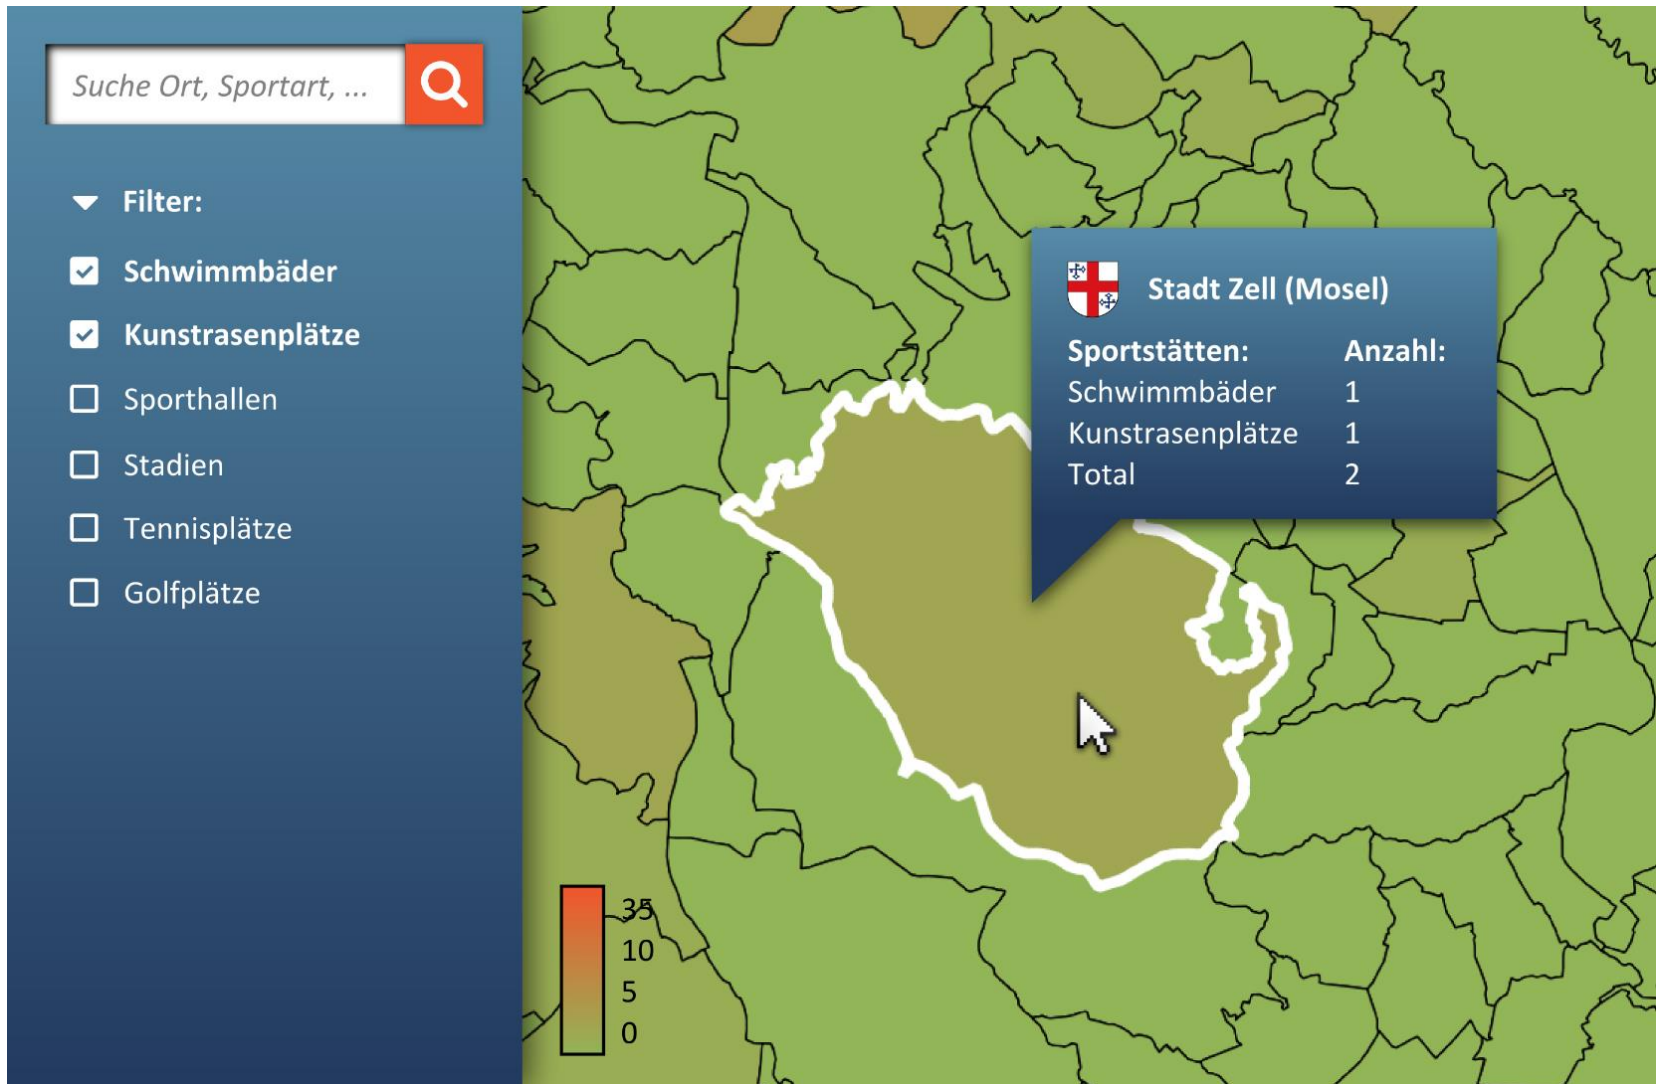 Suche Ort, Sportart, ...
Filter:
Schwimmbäder
Kunstrasenplätze
Sporthallen
Stadien
Tennisplätze
Golfplätze
Stadt Zell (Mosel)
Sportstätten: Anzahl:
Schwimmbäder 1
Kunstrasenplätze 1
Total 2
35
10
5
0